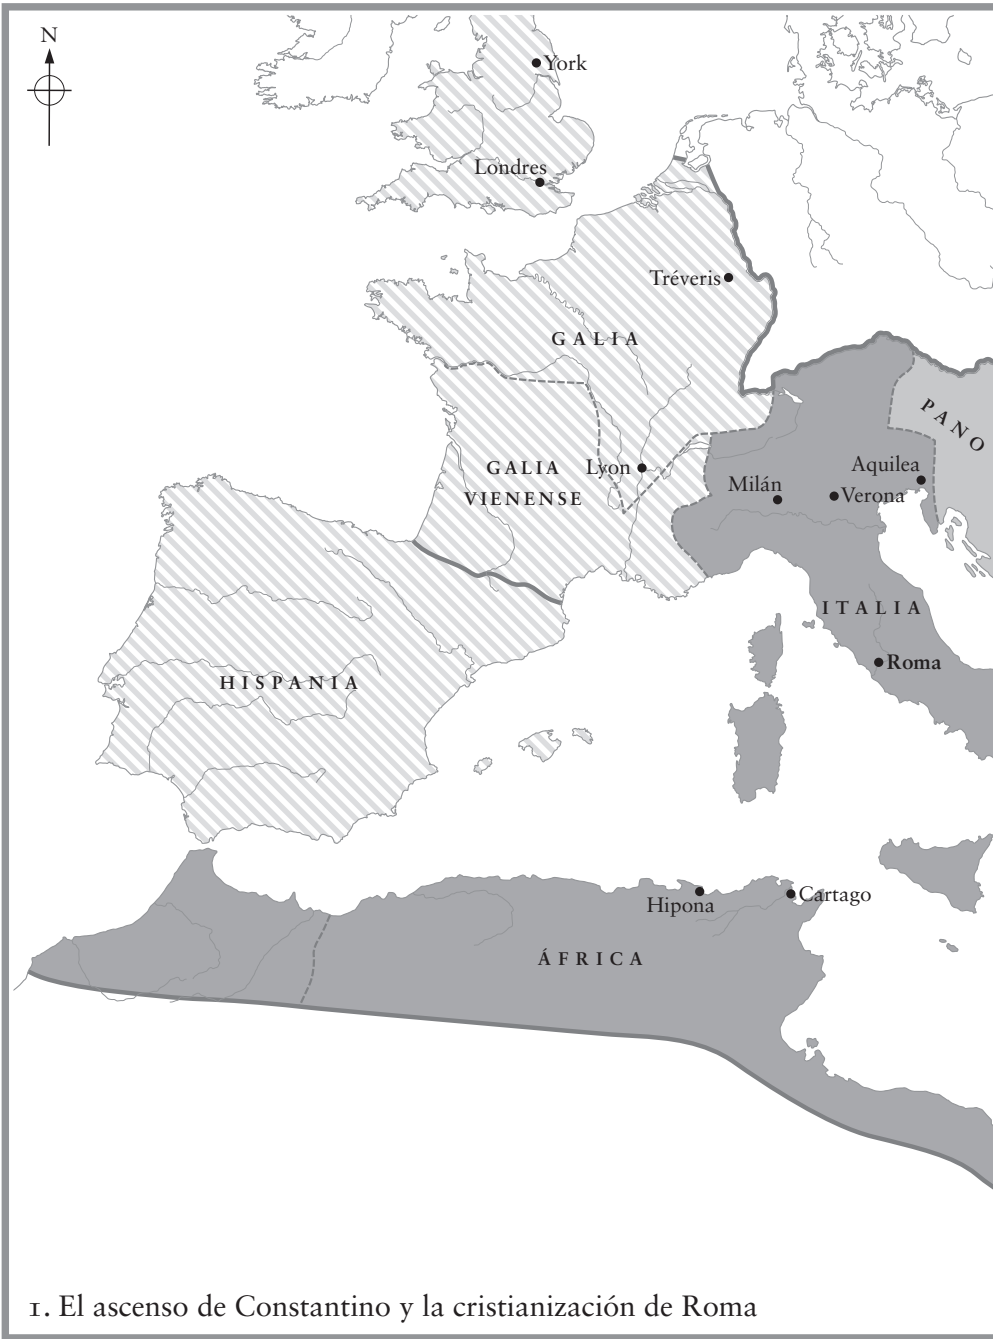 N
York
Londres
Tréveris
GALIA
PANO
GALIA
VIENENSE
Lyon
Aquilea
Milán
Verona
ITALIA
Roma
HISPANIA
Hipona
Cartago
ÁFRICA
1. El ascenso de Constantino y la cristianización de Roma